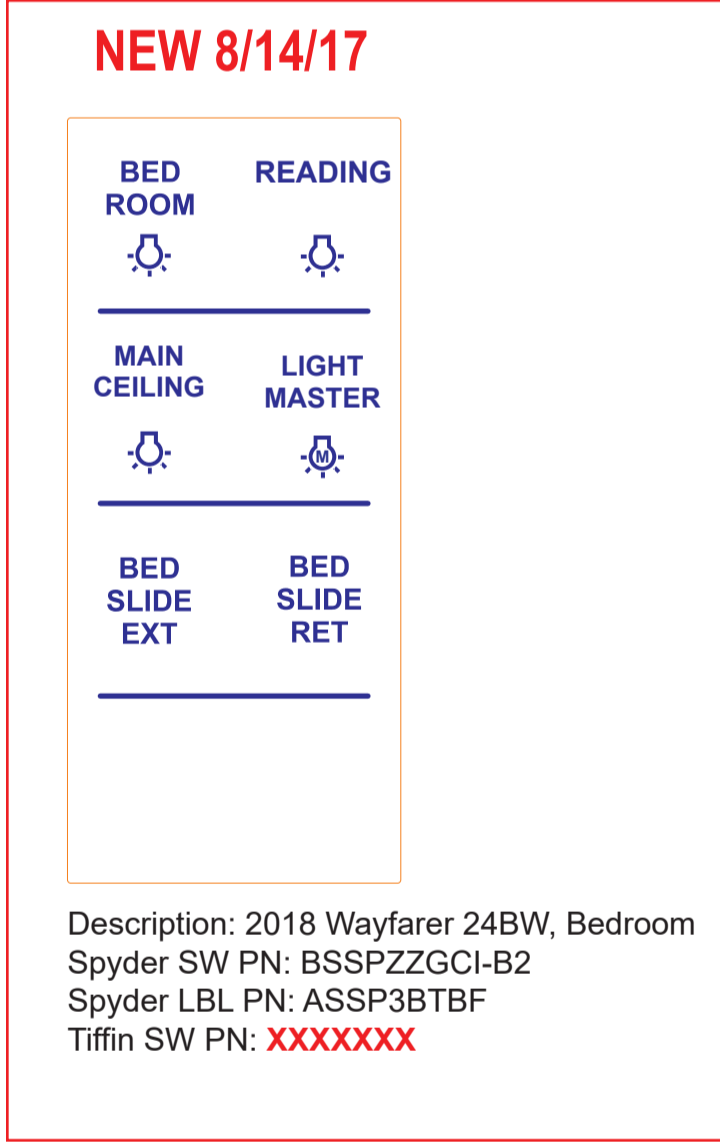 NEW 8/14/17
BED
ROOM
READING
MAIN
CEILING
LIGHT
MASTER
M
BED
SLIDE
EXT
BED
SLIDE
RET
Description: 2018 Wayfarer 24BW, Bedroom
Spyder SW PN: BSSPZZGCI-B2
Spyder LBL PN: ASSP3BTBF
Tiffin SW PN: XXXXXXX